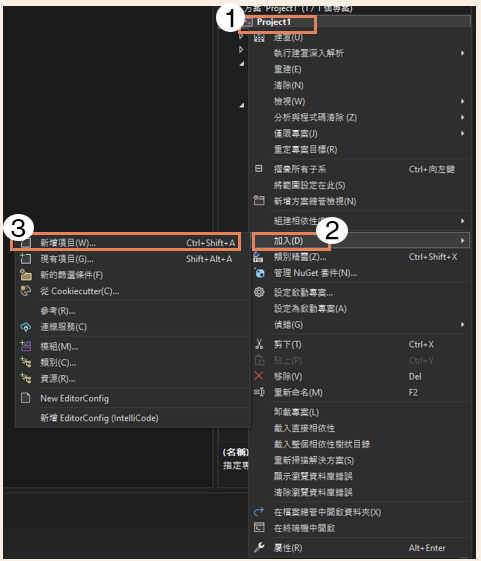 方案 'Project1' (1 / 1 個專案)
1
Project1
建置(U)
執行建置深入解析
重建(E)
清除(N)
檢視(W)
分析與程式碼清除 (Z)
僅限專案(J)
重定專案目標(R)
摺疊所有子系 Ctrl+向左鍵
將範圍設定在此(S)
新增方案總管檢視(N)
組建相依性
2
加入(D)
類別精靈(Z)... Ctrl+Shift+X
管理 NuGet 套件(N)...
設定啟動專案...
設定為啟動專案(A)
偵錯(G)
剪下(T) Ctrl+X
貼上(P) Ctrl+V
移除(V) Del
重新命名(M) F2
卸載專案(L)
載入直接相依性
載入整個相依性樹狀目錄
重新掃描解決方案(S)
顯示瀏覽資料庫錯誤
清除瀏覽資料庫錯誤
在檔案總管中開啟資料夾(X)
在終端機中開啟
屬性(R) Alt+Enter
3
新增項目(W)... Ctrl+Shift+A
現有項目(G)... Shift+Alt+A
新的篩選條件(F)
從 Cookiecutter(C)...
參考(R)...
連線服務(C)
模組(M)...
類別(C)...
資源(R)...
New EditorConfig
新增 EditorConfig (IntelliCode)
(名稱)
指定專